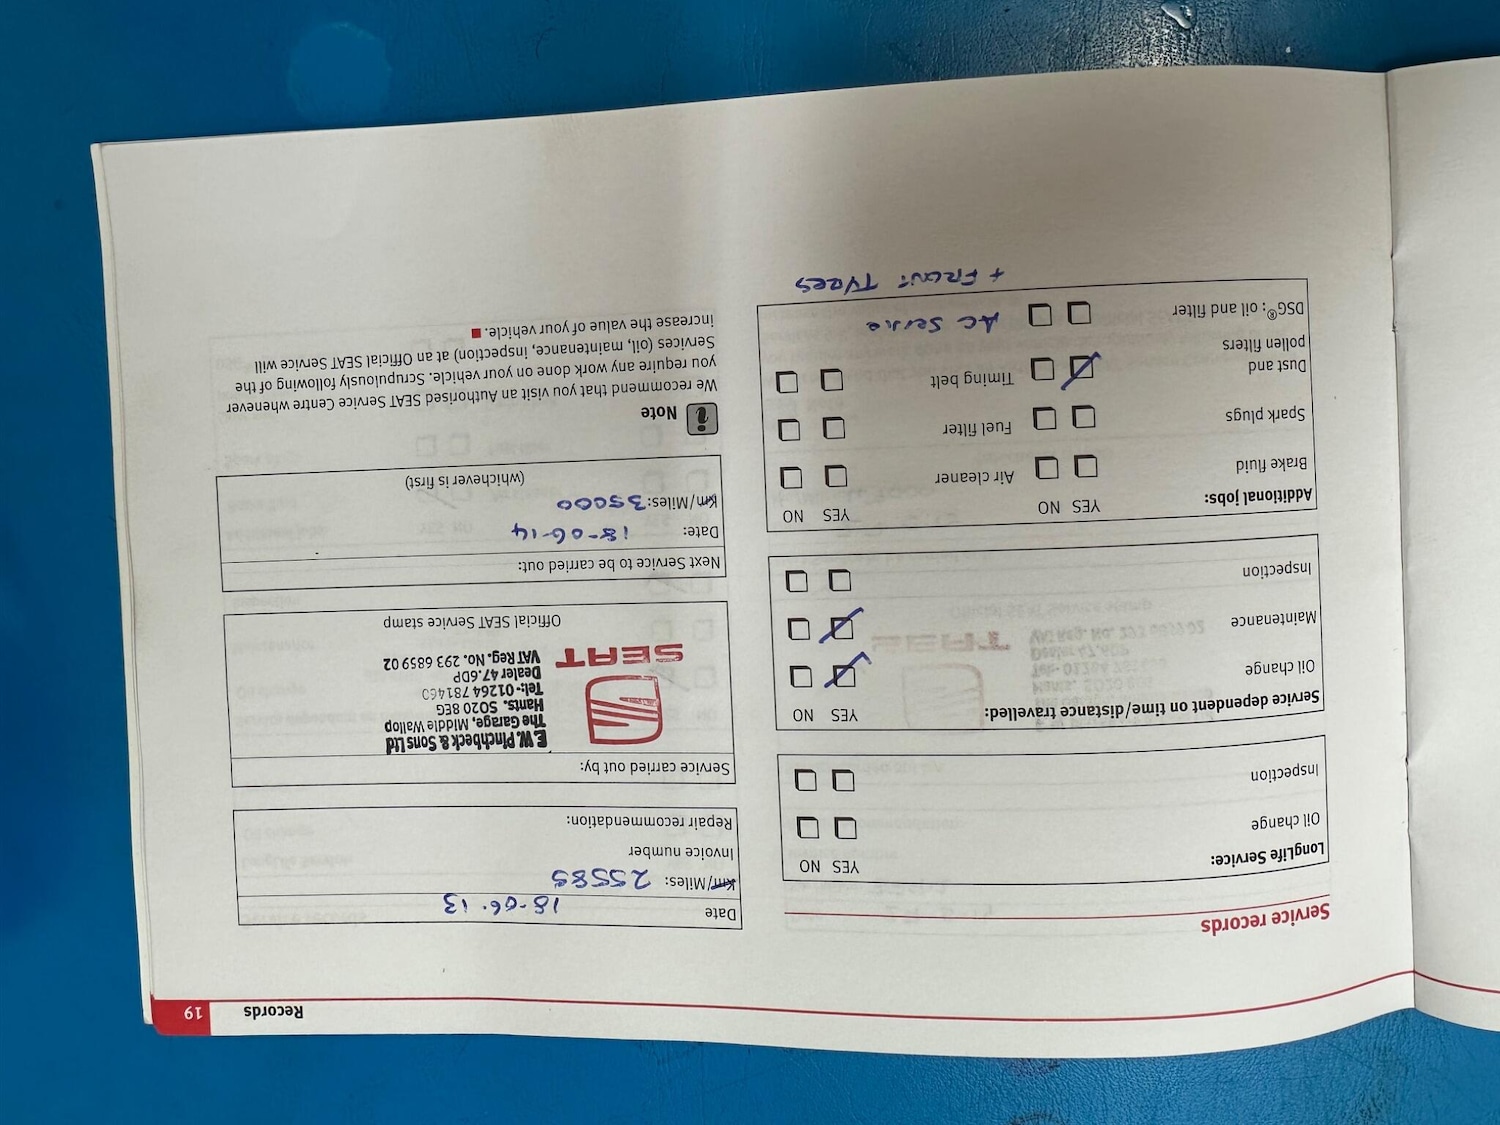 Records 19
Service records
LongLife Service: YES NO
Oil change
Inspection
Service dependent on time/distance travelled: YES NO
Oil change
Maintenance
Inspection
Additional jobs: YES NO YES NO
Brake fluid Air cleaner
Spark plugs Fuel filter
Dust and
pollen filters Timing belt
DSG®; oil and filter AC Service
+ FRONT TYRES
Date 18-06-13
Km/Miles: 25585
Invoice number
Repair recommendation:
Service carried out by:
E.W. Pinchbeck & Sons Ltd
The Garage, Middle Wallop
Hants. SO20 8EG
Tel:- 01264 781460
Dealer 47.6DP
VAT Reg. No. 293 6859 02
SEAT
Official SEAT Service stamp
Next Service to be carried out:
Date: 18-06-14
Km/Miles: 35000
(whichever is first)
Note
We recommend that you visit an Authorised SEAT Service Centre whenever
you require any work done on your vehicle. Scrupulously following of the
Services (oil, maintenance, inspection) at an Official SEAT Service will
increase the value of your vehicle.